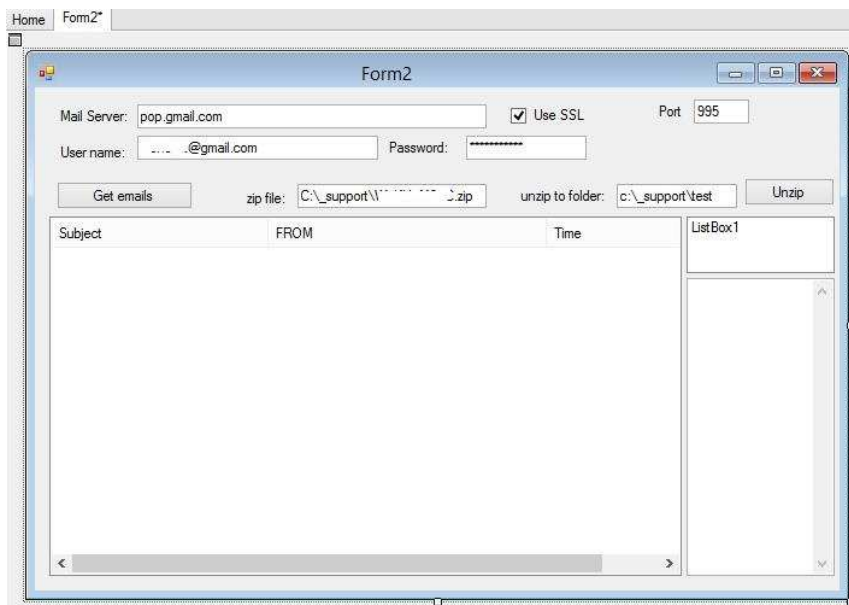 Home Form2*
Form2
Mail Server: pop.gmail.com Use SSL Port 995
User name: @gmail.com Password: ***********
Get emails zip file: C:\_support\ .zip unzip to folder: c:\_support\test Unzip
Subject FROM Time ListBox1